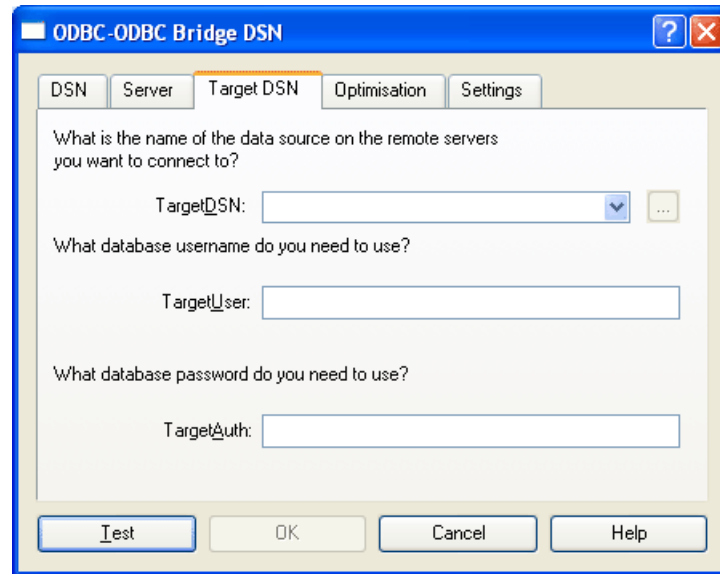 ODBC-ODBC Bridge DSN
DSN Server Target DSN Optimisation Settings
What is the name of the data source on the remote servers
you want to connect to?
TargetDSN:
...
What database username do you need to use?
TargetUser:
What database password do you need to use?
TargetAuth:
Test OK Cancel Help